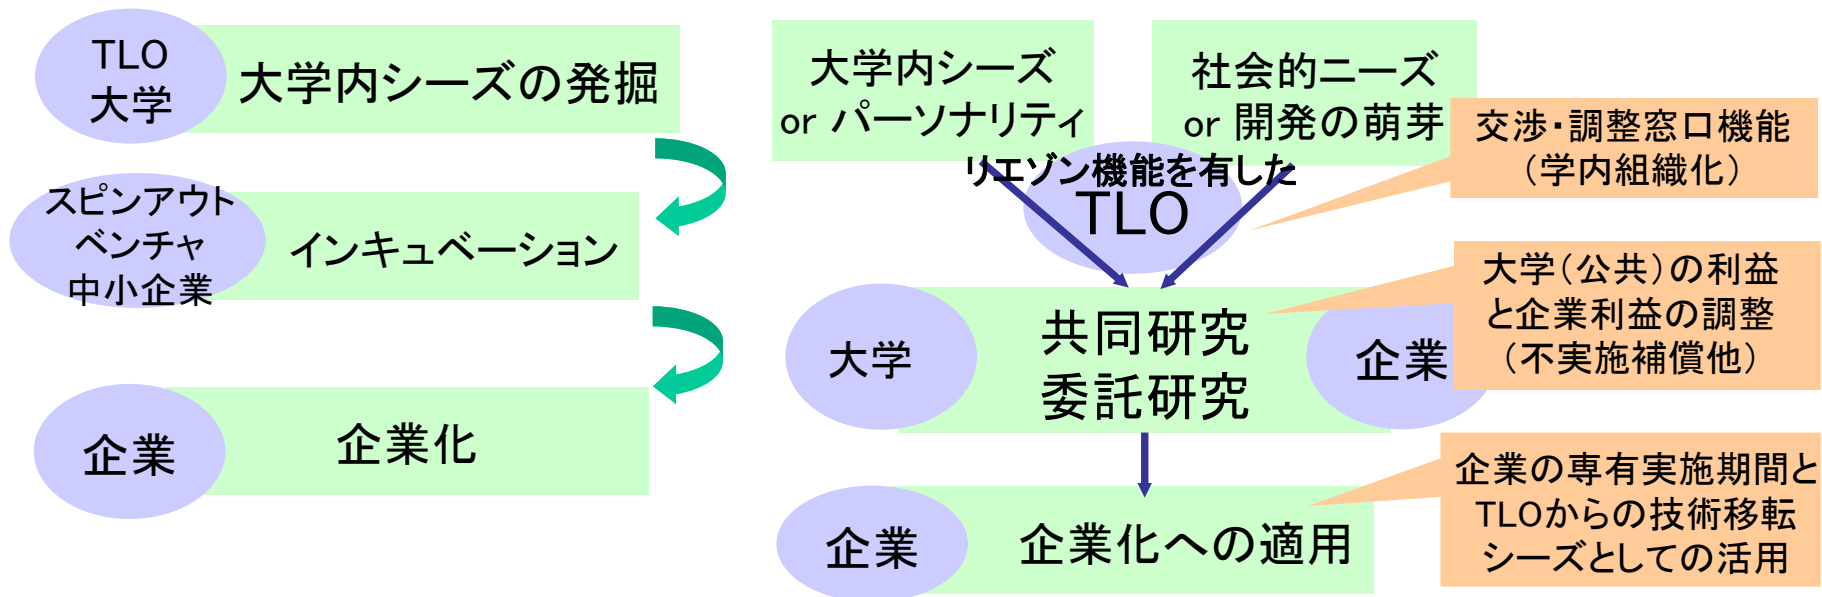 TLO
大学
大学内シーズの発掘
スピンアウト
ベンチャ
中小企業
インキュベーション
企業
企業化
大学内シーズ
or パーソナリティ
社会的ニーズ
or 開発の萌芽
リエゾン機能を有した
TLO
交渉・調整窓口機能
（学内組織化）
大学
共同研究
委託研究
企業
大学（公共）の利益
と企業利益の調整
（不実施補償他）
企業
企業化への適用
企業の専有実施期間と
TLOからの技術移転
シーズとしての活用